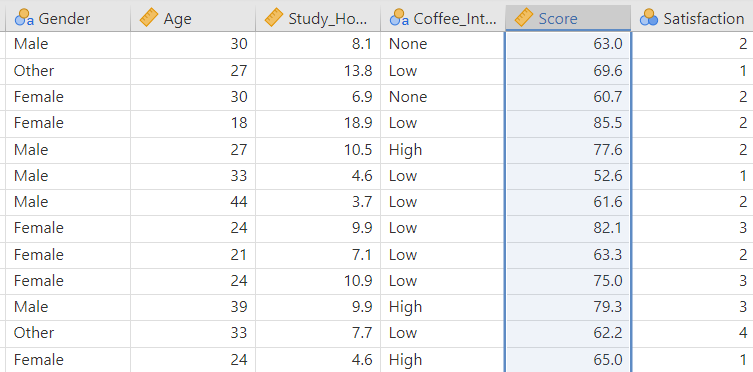 Gender Age Study_Ho... Coffee_Int... Score Satisfaction
Male 30 8.1 None 63.0 2
Other 27 13.8 Low 69.6 1
Female 30 6.9 None 60.7 2
Female 18 18.9 Low 85.5 2
Male 27 10.5 High 77.6 2
Male 33 4.6 Low 52.6 1
Male 44 3.7 Low 61.6 2
Female 24 9.9 Low 82.1 3
Female 21 7.1 Low 63.3 2
Female 24 10.9 Low 75.0 3
Male 39 9.9 High 79.3 3
Other 33 7.7 Low 62.2 4
Female 24 4.6 High 65.0 1